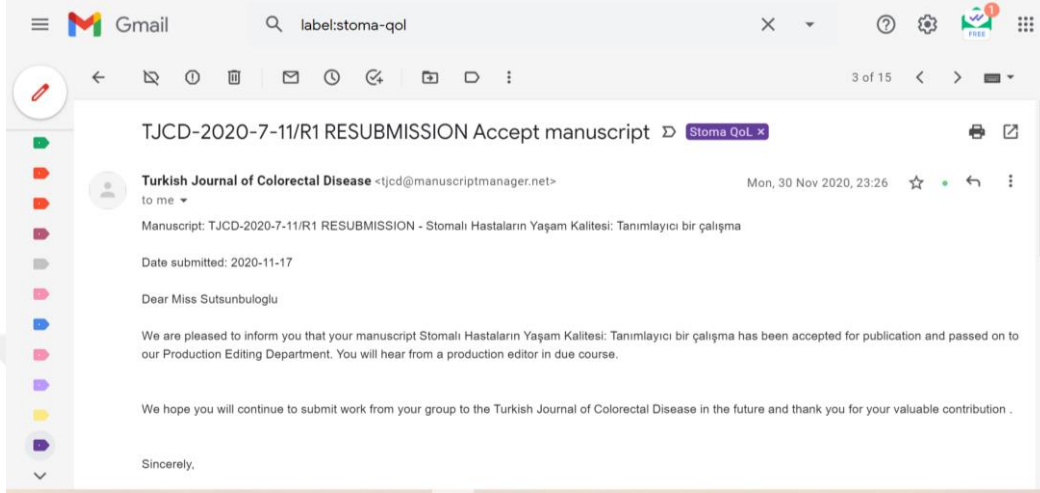 Gmail
label:stoma-qol
1
FREE
3 of 15
TJCD-2020-7-11/R1 RESUBMISSION Accept manuscript
Stoma QoL ×
Turkish Journal of Colorectal Disease <tjcd@manuscriptmanager.net>
Mon, 30 Nov 2020, 23:26
to me
Manuscript: TJCD-2020-7-11/R1 RESUBMISSION - Stomalı Hastaların Yaşam Kalitesi: Tanımlayıcı bir çalışma
Date submitted: 2020-11-17
Dear Miss Sutsunbuloglu
We are pleased to inform you that your manuscript Stomalı Hastaların Yaşam Kalitesi: Tanımlayıcı bir çalışma has been accepted for publication and passed on to
our Production Editing Department. You will hear from a production editor in due course.
We hope you will continue to submit work from your group to the Turkish Journal of Colorectal Disease in the future and thank you for your valuable contribution .
Sincerely,